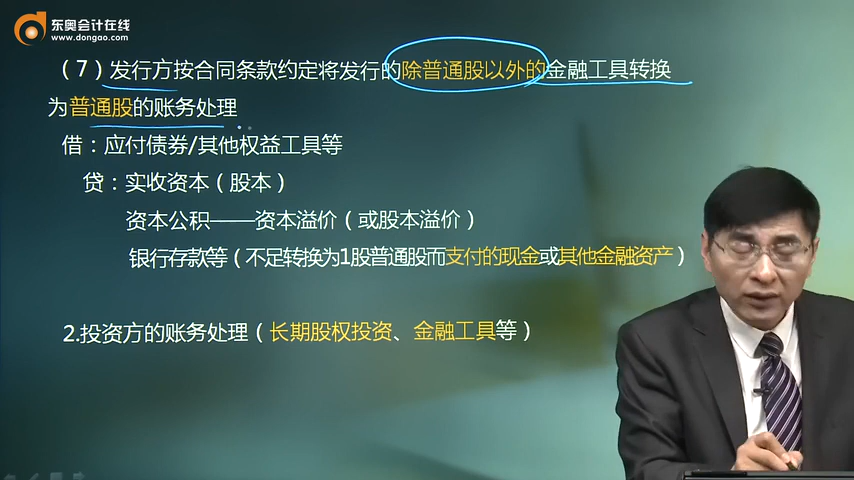 东奥会计在线
www.dongao.com
（7）发行方按合同条款约定将发行的除普通股以外的金融工具转换
为普通股的账务处理
借：应付债券/其他权益工具等
贷：实收资本（股本）
资本公积——资本溢价（或股本溢价）
银行存款等（不足转换为1股普通股而支付的现金或其他金融资产）
2.投资方的账务处理（长期股权投资、金融工具等）